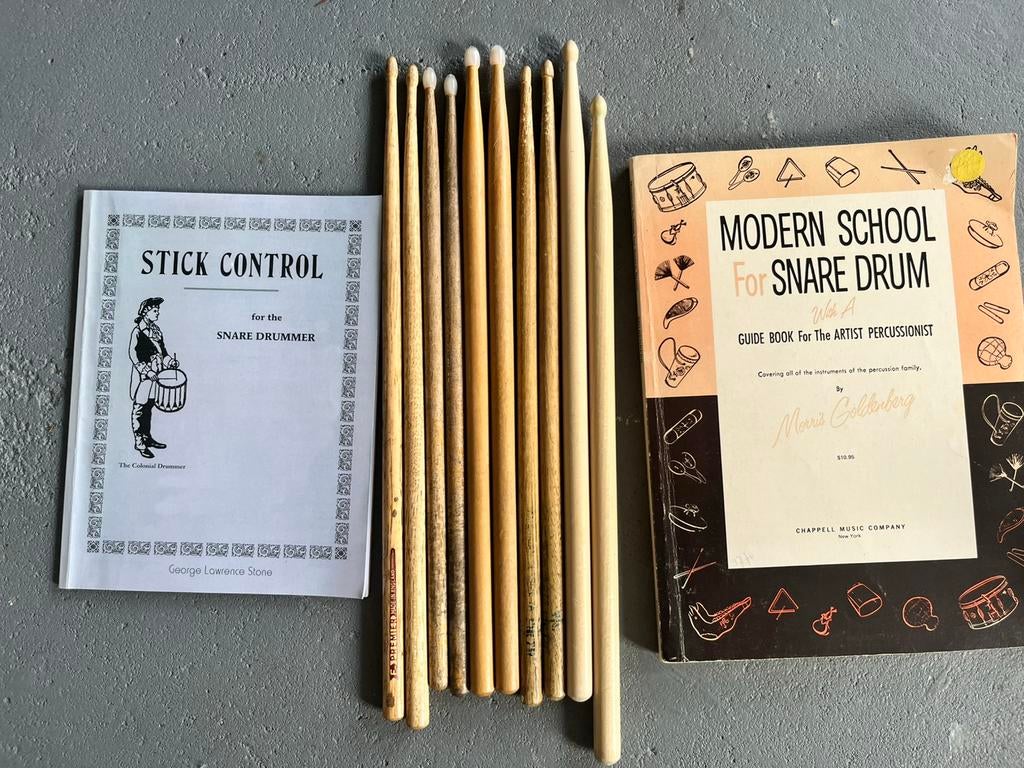 STICK CONTROL
for the
SNARE DRUMMER
The Colonial Drummer
George Lawrence Stone
PREMIER
MODERN SCHOOL
For SNARE DRUM
With A
GUIDE BOOK For The ARTIST PERCUSSIONIST
Covering all of the instruments of the percussion family.
By
Morris Goldenberg
$10.95
CHAPPELL MUSIC COMPANY
New York